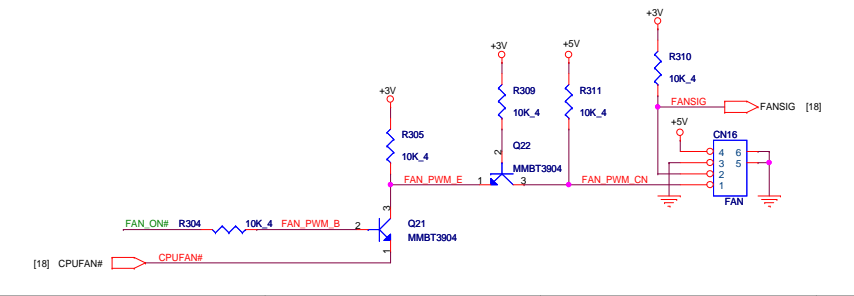 +3V
R310
10K_4
+3V
+5V
R309
10K_4
R311
10K_4
FANSIG
FANSIG [18]
+3V
+5V
CN16
R305
10K_4
2
Q22
MMBT3904
4 6
3 5
2
1
FAN_PWM_E
1
3
FAN_PWM_CN
FAN
3
FAN_ON#
R304
10K_4
FAN_PWM_B
2
Q21
MMBT3904
1
[18] CPUFAN#
CPUFAN#